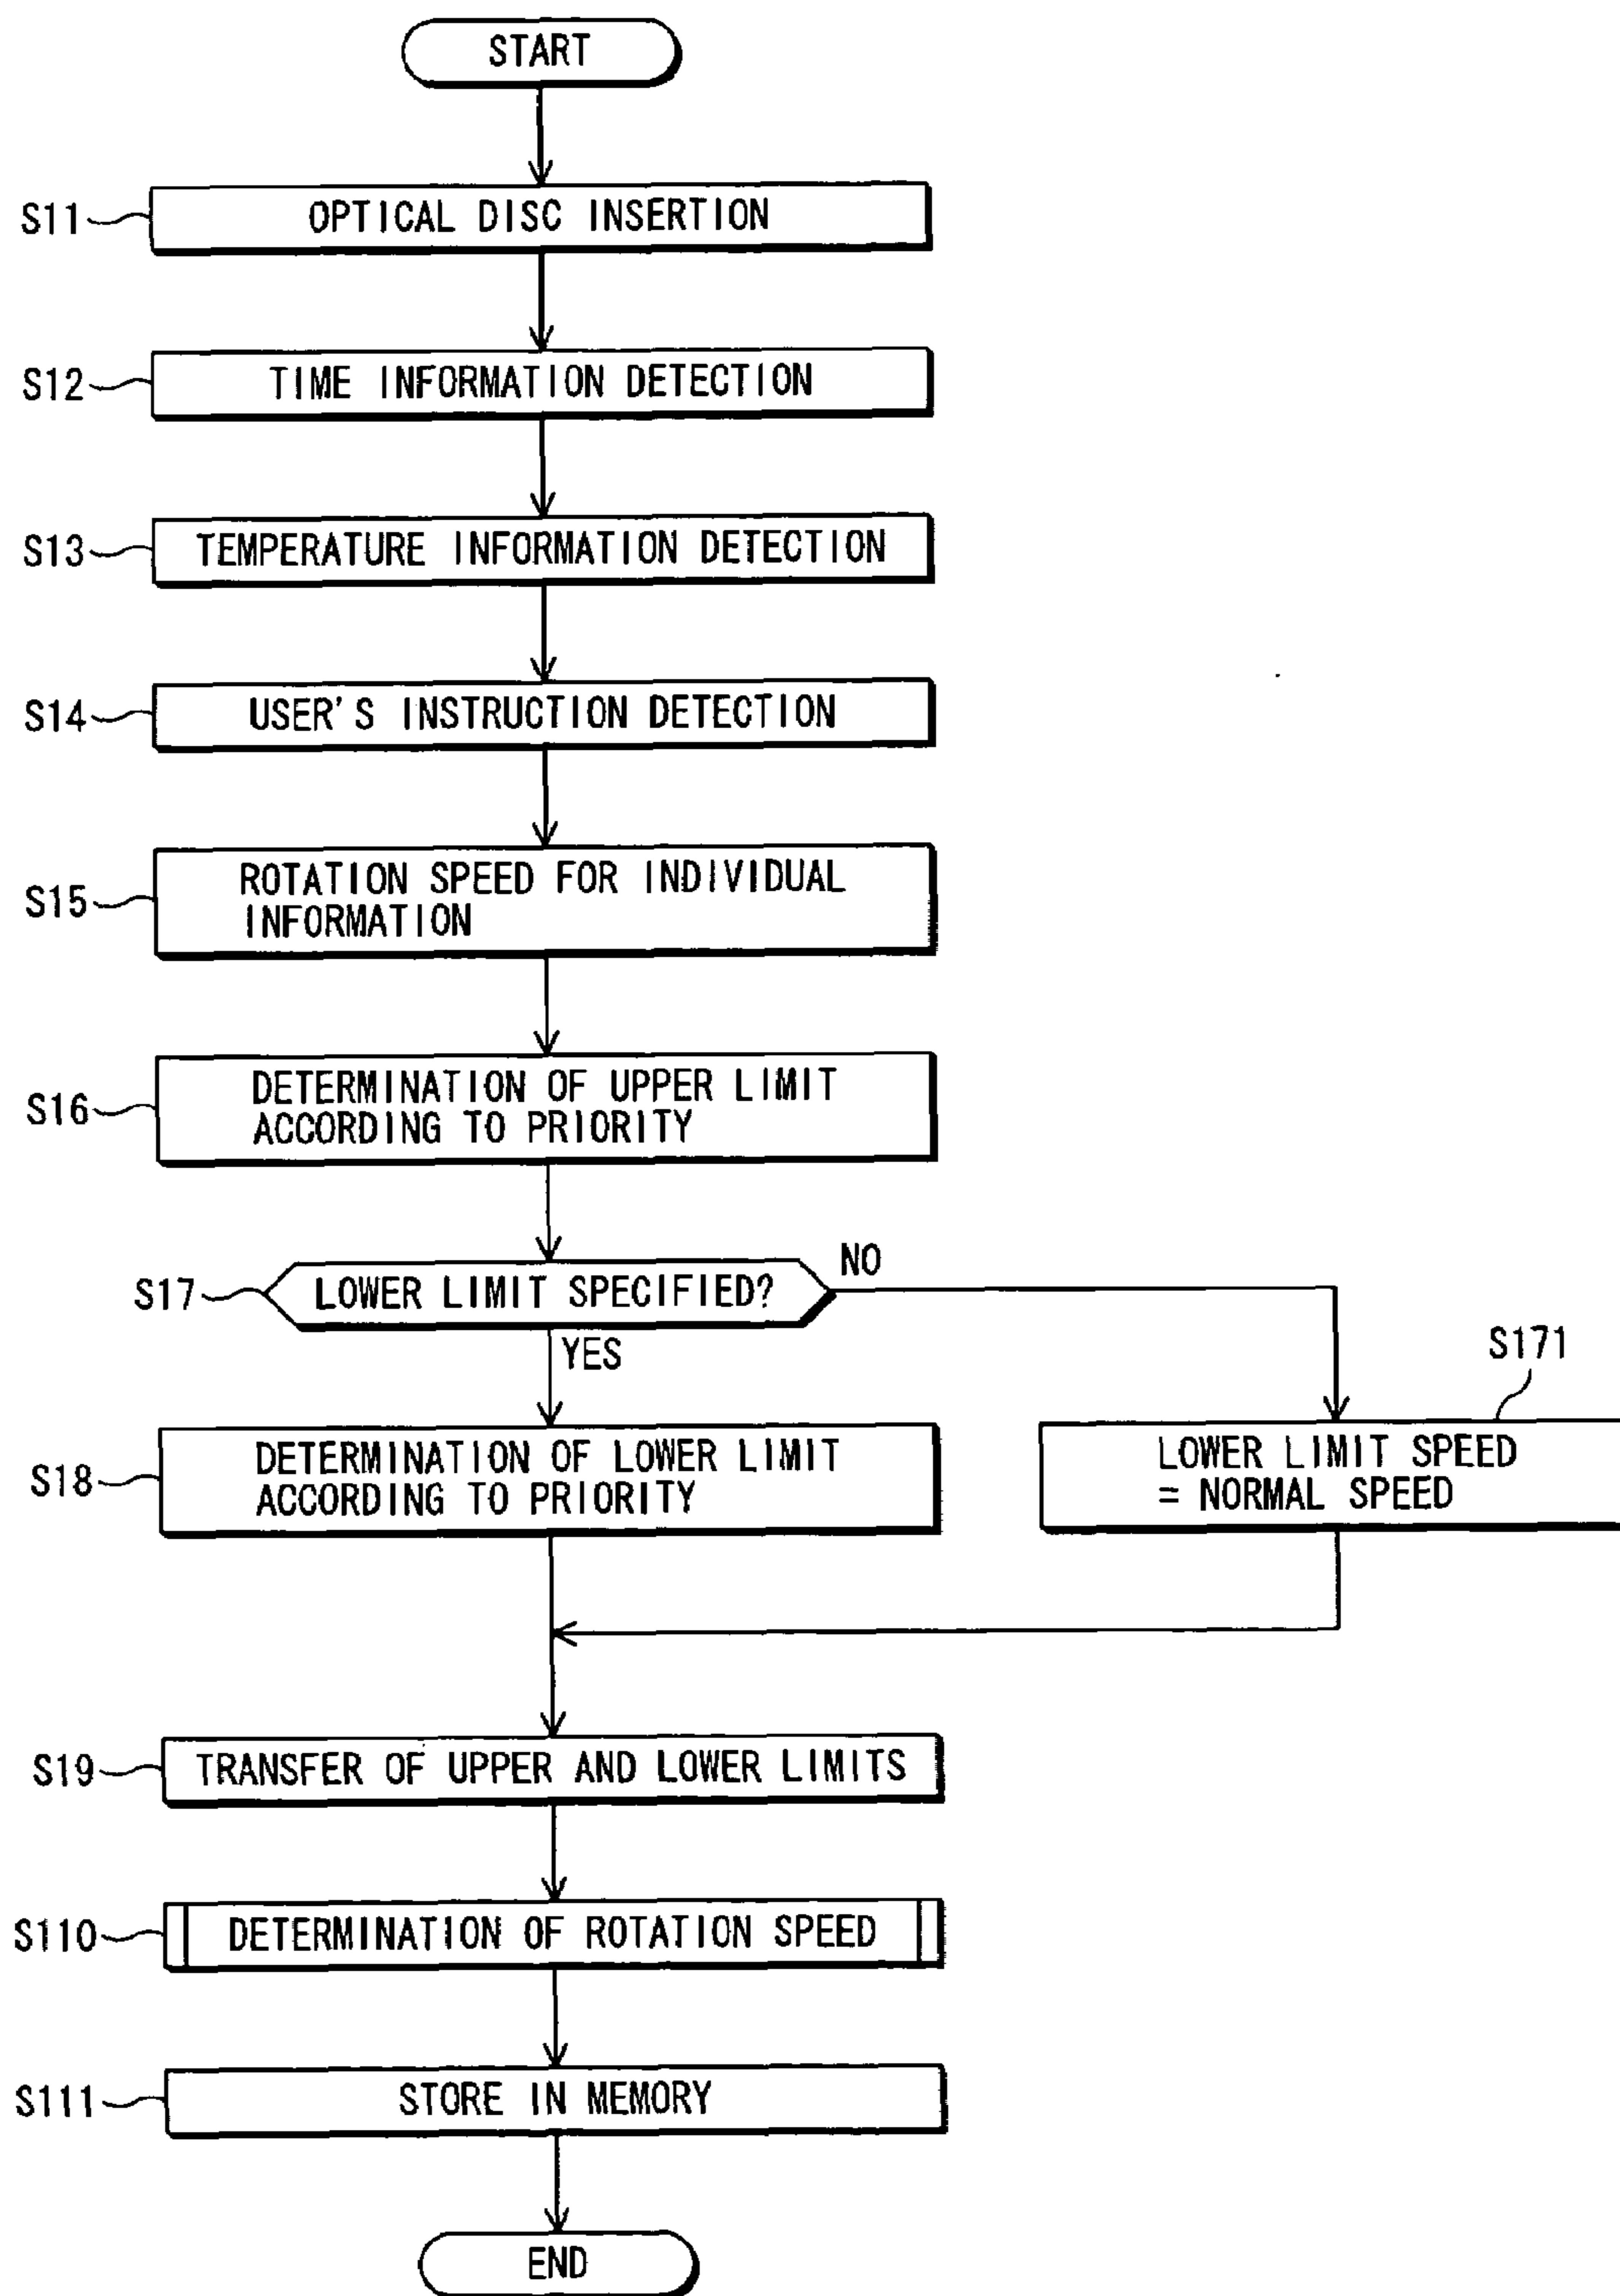 START
S11
OPTICAL DISC INSERTION
S12
TIME INFORMATION DETECTION
S13
TEMPERATURE INFORMATION DETECTION
S14
USER'S INSTRUCTION DETECTION
S15
ROTATION SPEED FOR INDIVIDUAL
INFORMATION
S16
DETERMINATION OF UPPER LIMIT
ACCORDING TO PRIORITY
S17
LOWER LIMIT SPECIFIED?
NO
YES
S171
S18
DETERMINATION OF LOWER LIMIT
ACCORDING TO PRIORITY
LOWER LIMIT SPEED
= NORMAL SPEED
S19
TRANSFER OF UPPER AND LOWER LIMITS
S110
DETERMINATION OF ROTATION SPEED
S111
STORE IN MEMORY
END